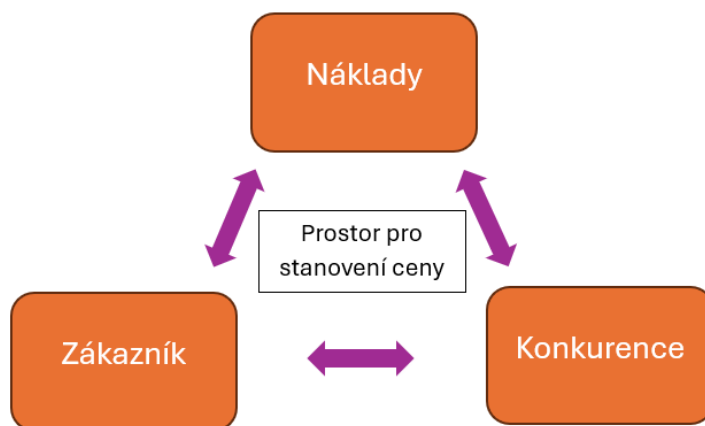 Náklady
Prostor pro
stanovení ceny
Zákazník
Konkurence